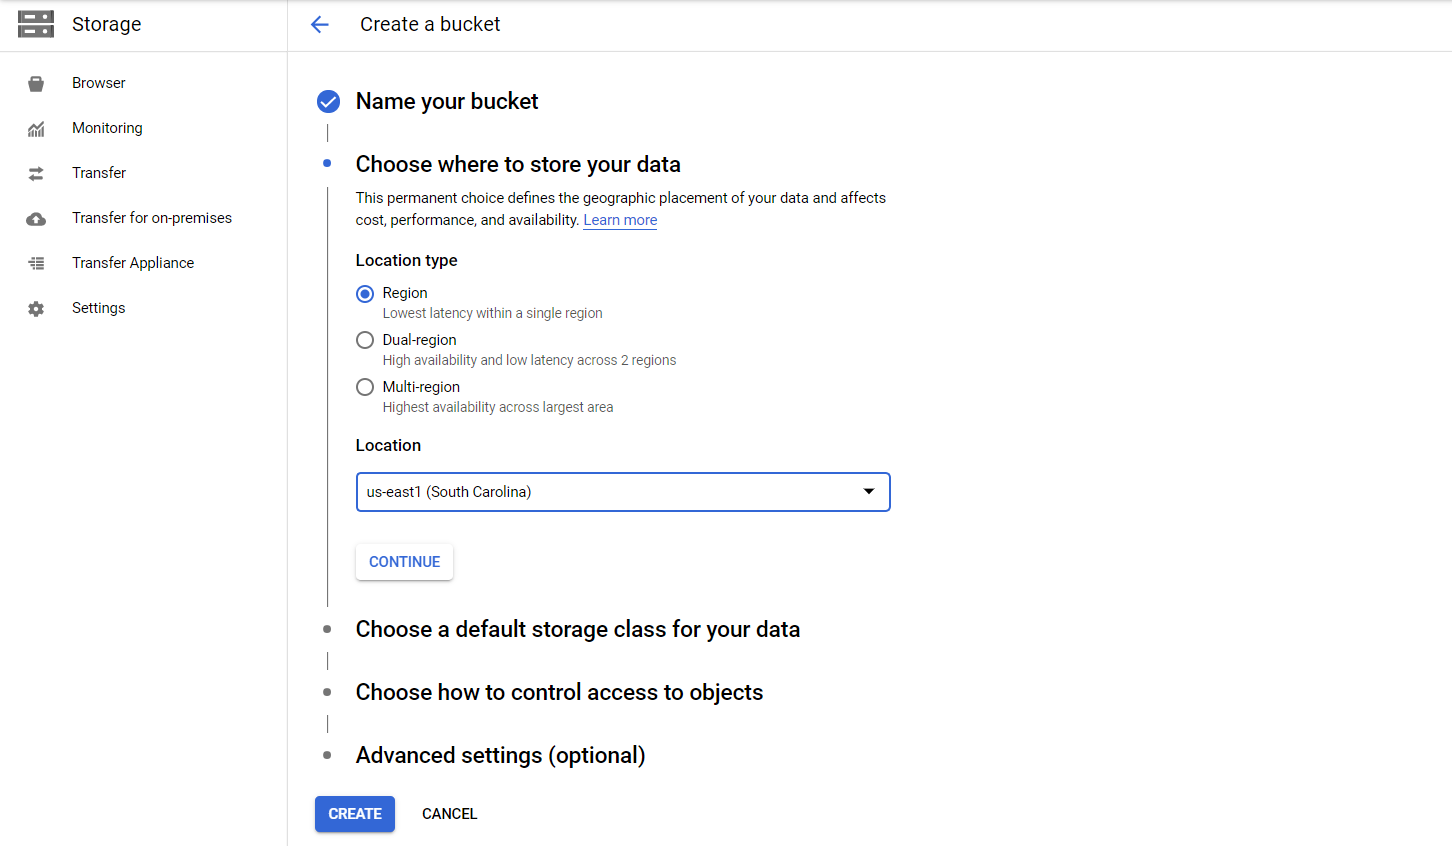 Storage
Create a bucket
Browser
Monitoring
Transfer
Transfer for on-premises
Transfer Appliance
Settings
Name your bucket
Choose where to store your data
This permanent choice defines the geographic placement of your data and affects
cost, performance, and availability. Learn more
Location type
Region
Lowest latency within a single region
Dual-region
High availability and low latency across 2 regions
Multi-region
Highest availability across largest area
Location
us-east1 (South Carolina)
CONTINUE
Choose a default storage class for your data
Choose how to control access to objects
Advanced settings (optional)
CREATE CANCEL